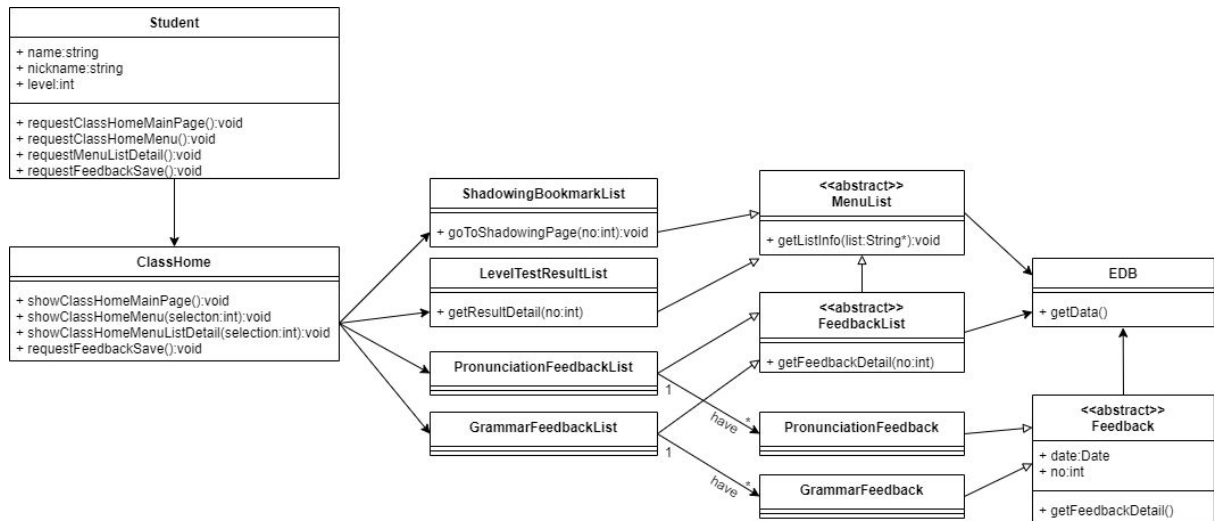 Student
+ name:string
+ nickname:string
+ level:int
+ requestClassHomeMainPage():void
+ requestClassHomeMenu():void
+ requestMenuListDetail():void
+ requestFeedbackSave():void
ClassHome
+ showClassHomeMainPage():void
+ showClassHomeMenu(selecton:int):void
+ showClassHomeMenuListDetail(selection:int):void
+ requestFeedbackSave():void
ShadowingBookmarkList
+ goToShadowingPage(no:int):void
LevelTestResultList
+ getResultDetail(no:int)
PronunciationFeedbackList
GrammarFeedbackList
1
have
*
1
have
*
<<abstract>>
MenuList
+ getListInfo(list:String*):void
<<abstract>>
FeedbackList
+ getFeedbackDetail(no:int)
PronunciationFeedback
GrammarFeedback
EDB
+ getData()
<<abstract>>
Feedback
+ date:Date
+ no:int
+ getFeedbackDetail()